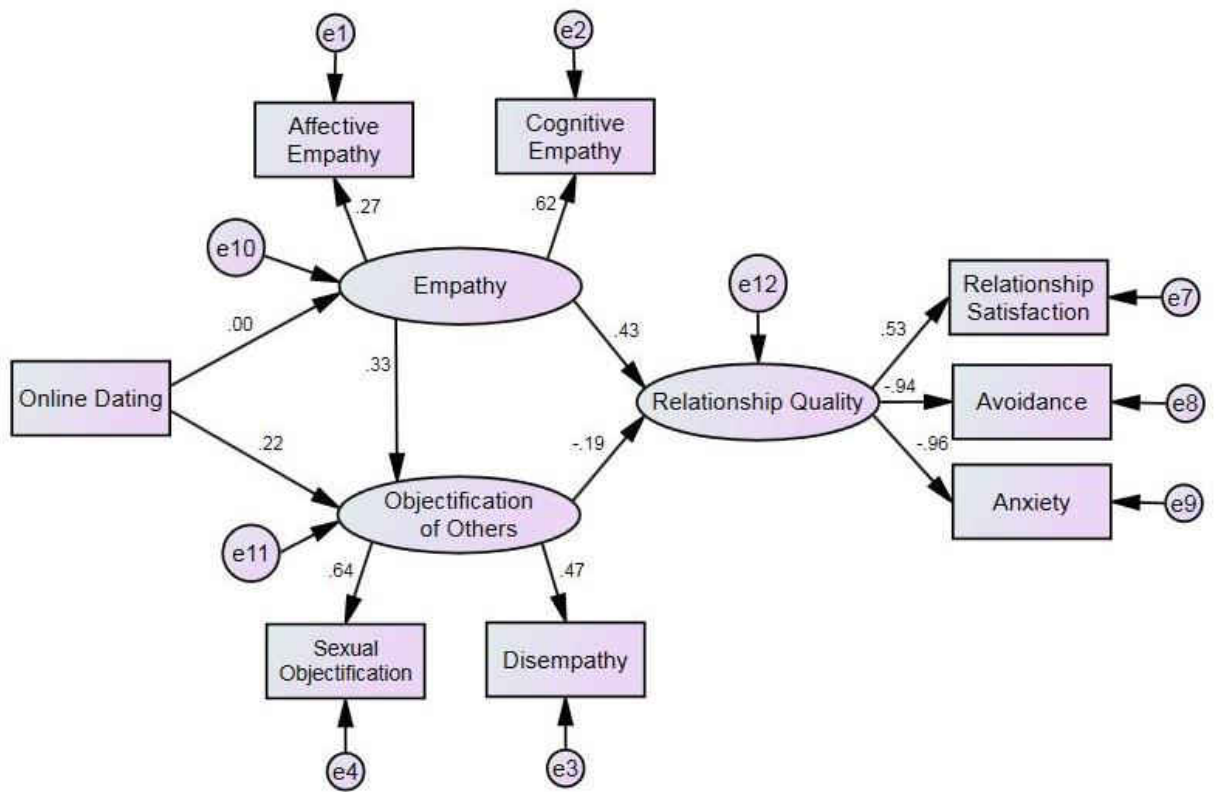 e1
e2
Affective
Empathy
Cognitive
Empathy
.27
.62
e10
Empathy
e12
Relationship
Satisfaction
e7
.00
.43
.53
.33
Online Dating
Relationship Quality
-.94
Avoidance
e8
.22
-.19
-.96
Objectification
of Others
Anxiety
e9
e11
.64
.47
Sexual
Objectification
Disempathy
e4
e3